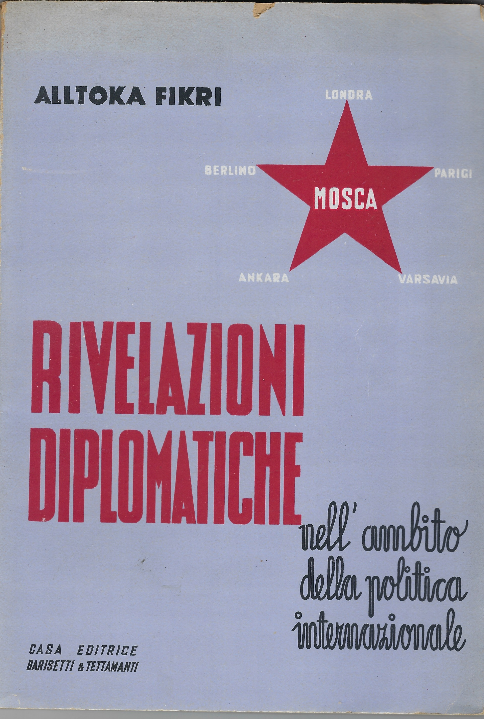 ALLTOKA FIKRI
LONDRA
BERLINO
PARIGI
MOSCA
ANKARA
VARSAVIA
RIVELAZIONI
DIPLOMATICHE
nell'ambito
della politica
internazionale
CASA EDITRICE
BARISETTI & TETTAMANTI